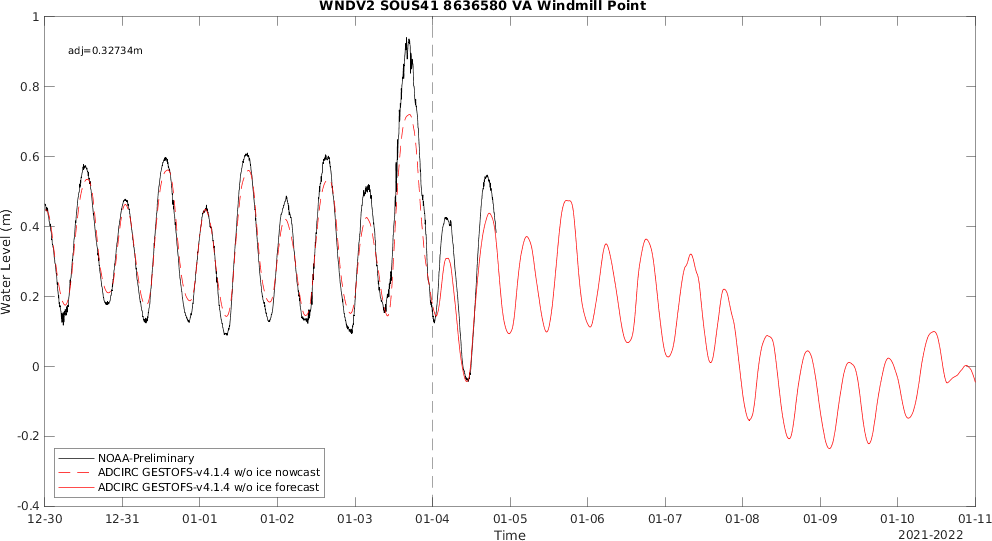 WNDV2 SOUS41 8636580 VA Windmill Point
adj=0.32734m
1
0.8
0.6
0.4
0.2
0
-0.2
-0.4
Water Level (m)
NOAA-Preliminary
ADCIRC GESTOFS-v4.1.4 w/o ice nowcast
ADCIRC GESTOFS-v4.1.4 w/o ice forecast
12-30 12-31 01-01 01-02 01-03 01-04 01-05 01-06 01-07 01-08 01-09 01-10 01-11
Time
2021-2022